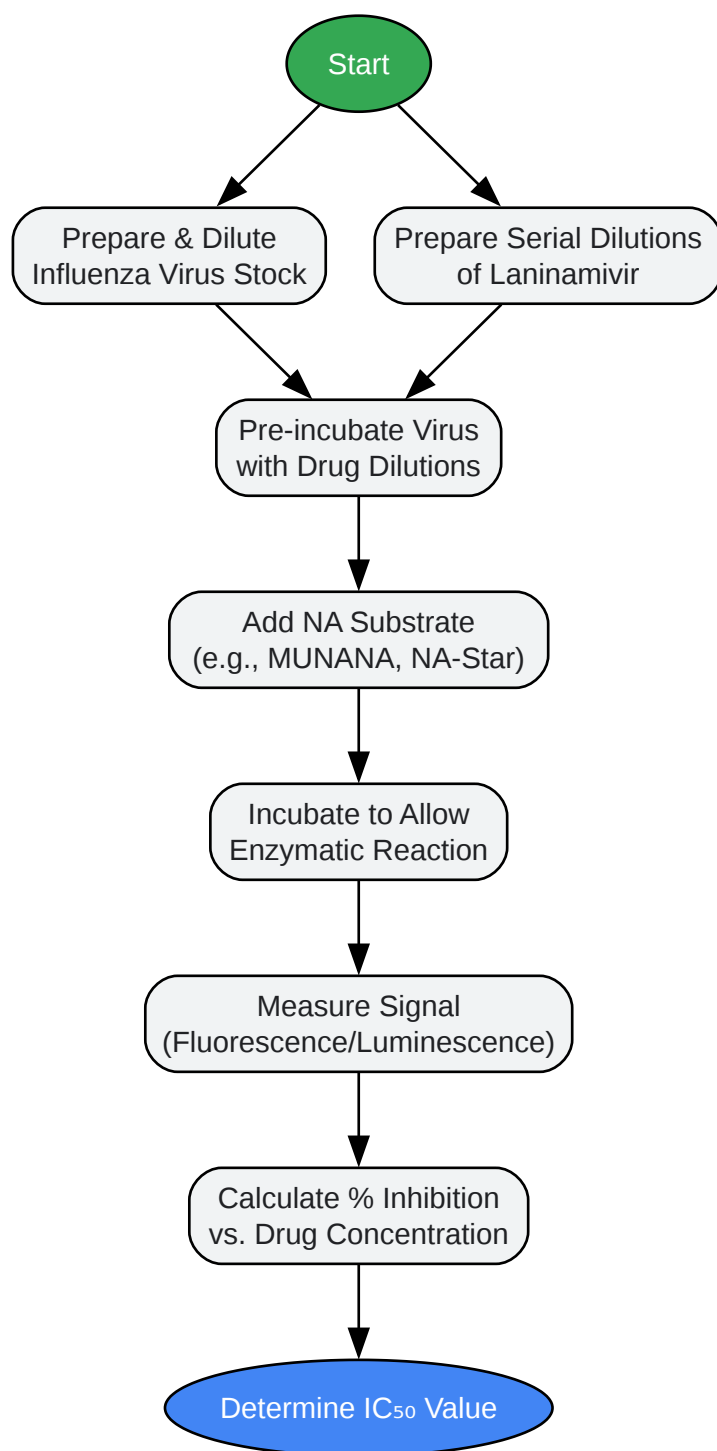 Start
Prepare & Dilute
Influenza Virus Stock
Prepare Serial Dilutions
of Laninamivir
Pre-incubate Virus
with Drug Dilutions
Add NA Substrate
(e.g., MUNANA, NA-Star)
Incubate to Allow
Enzymatic Reaction
Measure Signal
(Fluorescence/Luminescence)
Calculate % Inhibition
vs. Drug Concentration
Determine IC₅₀ Value